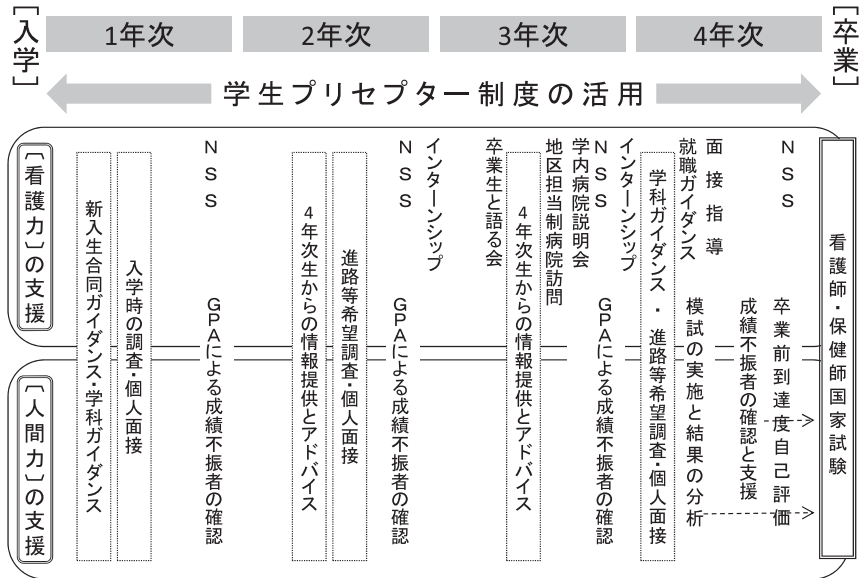 ［入学］
1年次
2年次
3年次
4年次
［卒業］
学生プリセプター制度の活用
［看護力］の支援
［人間力］の支援
新入生合同ガイダンス・学科ガイダンス
入学時の調査・個人面接
NSS
GPAによる成績不振者の確認
4年次生からの情報提供とアドバイス
進路等希望調査・個人面接
NSS
GPAによる成績不振者の確認
インターンシップ
卒業生と語る会
4年次生からの情報提供とアドバイス
地区担当制病院訪問
学内病院説明会
NSS
GPAによる成績不振者の確認
インターンシップ
学科ガイダンス・進路等希望調査・個人面接
就職ガイダンス
模試の実施と結果の分析
面接指導
成績不振者の確認と支援
NSS
卒業前到達度自己評価
看護師・保健師国家試験